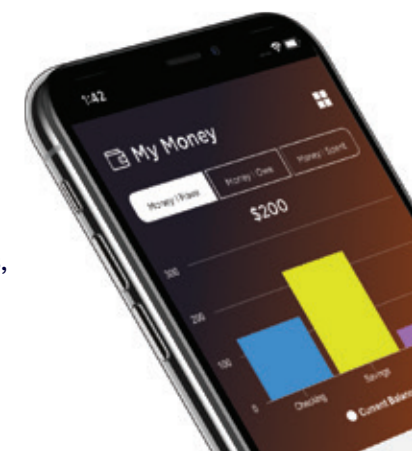 1:42
My Money
Money I Have
Money I Owe
Money I Spent
$200
300
200
100
0
Checking
Savings
Current Balance
,